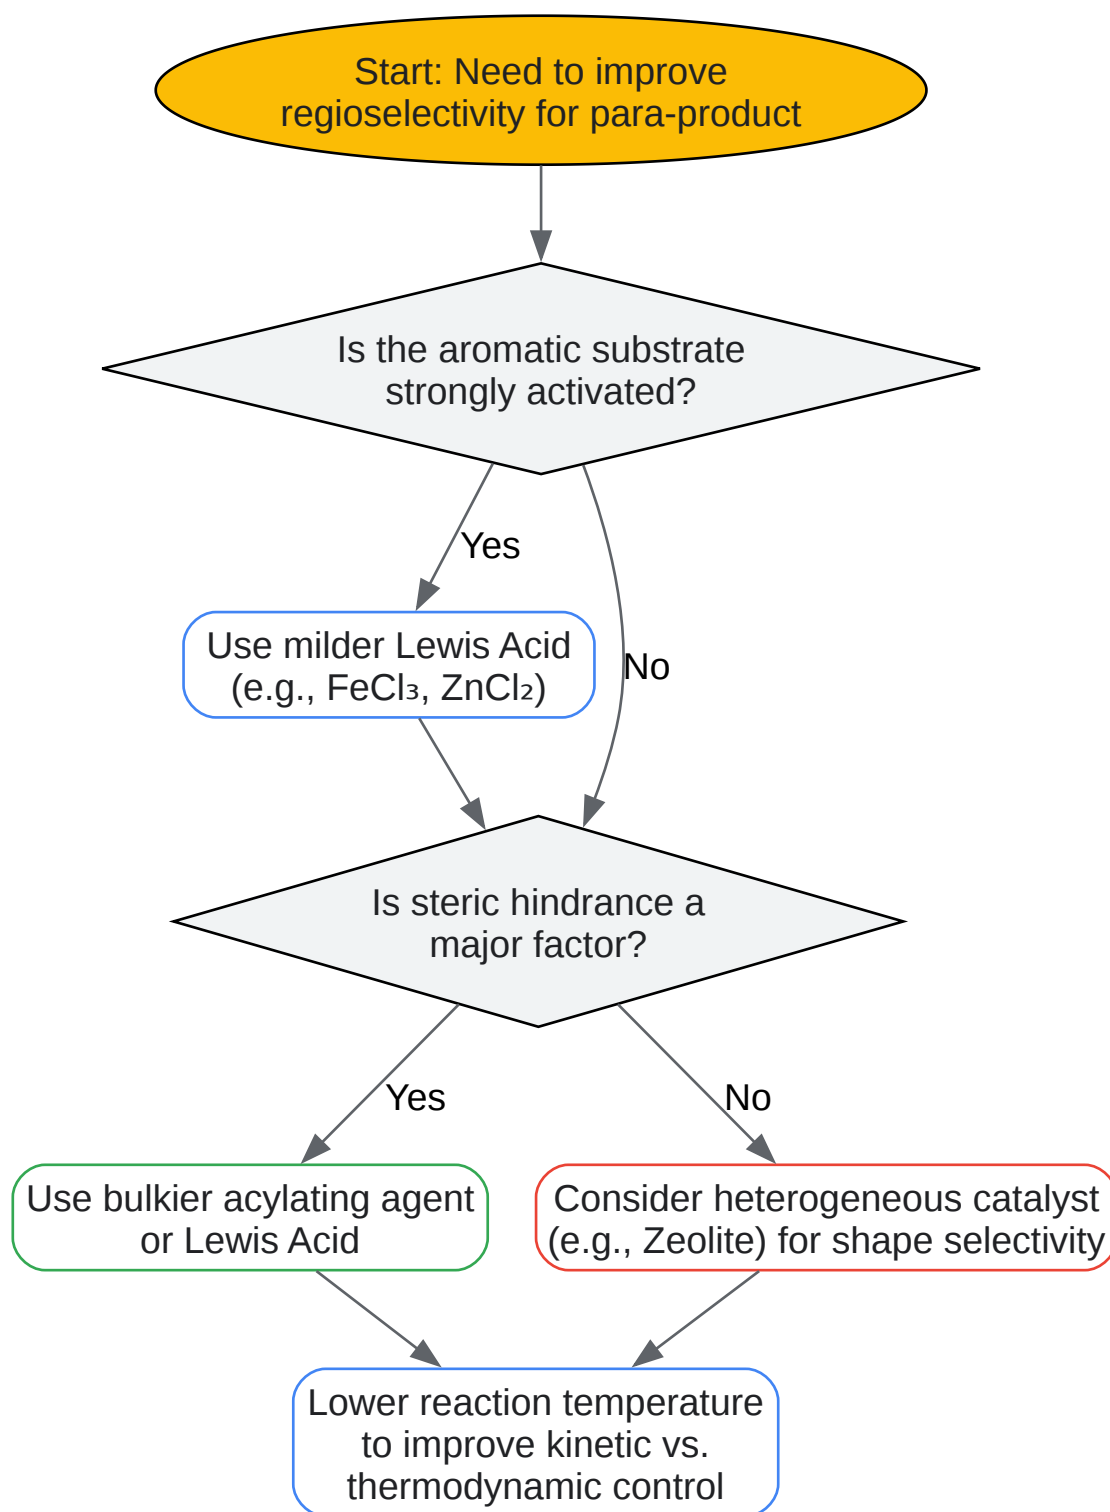 Start: Need to improve
regioselectivity for para-product
Is the aromatic substrate
strongly activated?
Yes
Use milder Lewis Acid
(e.g., FeCl₃, ZnCl₂)
No
Is steric hindrance a
major factor?
Yes
No
Use bulkier acylating agent
or Lewis Acid
Consider heterogeneous catalyst
(e.g., Zeolite) for shape selectivity
Lower reaction temperature
to improve kinetic vs.
thermodynamic control